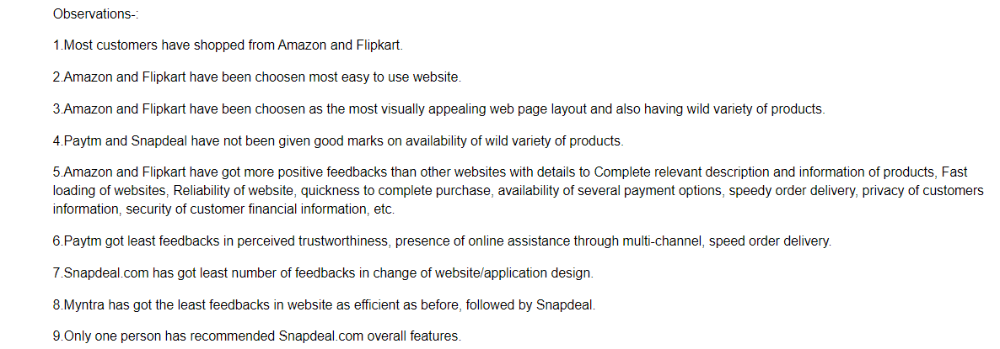 Observations-:
1.Most customers have shopped from Amazon and Flipkart.
2.Amazon and Flipkart have been choosen most easy to use website.
3.Amazon and Flipkart have been choosen as the most visually appealing web page layout and also having wild variety of products.
4.Paytm and Snapdeal have not been given good marks on availability of wild variety of products.
5.Amazon and Flipkart have got more positive feedbacks than other websites with details to Complete relevant description and information of products, Fast
loading of websites, Reliability of website, quickness to complete purchase, availability of several payment options, speedy order delivery, privacy of customers
information, security of customer financial information, etc.
6.Paytm got least feedbacks in perceived trustworthiness, presence of online assistance through multi-channel, speed order delivery.
7.Snapdeal.com has got least number of feedbacks in change of website/application design.
8.Myntra has got the least feedbacks in website as efficient as before, followed by Snapdeal.
9.Only one person has recommended Snapdeal.com overall features.